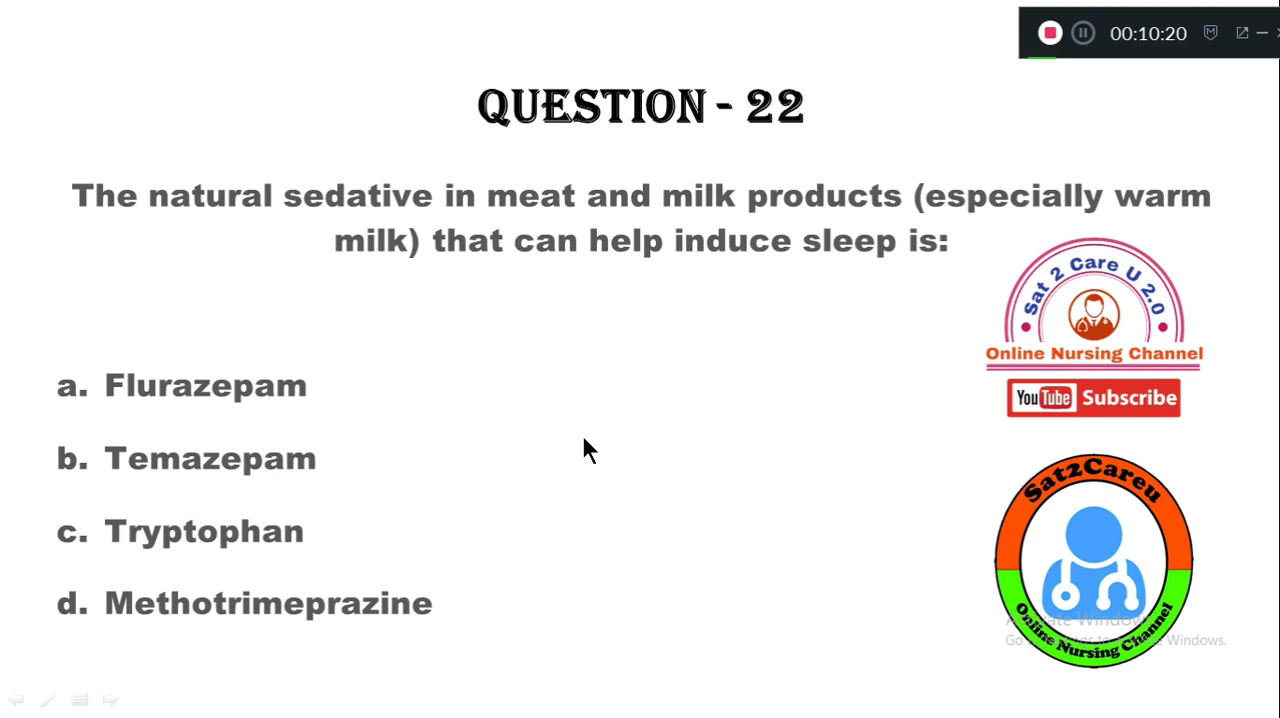 00:10:20
QUESTION - 22
The natural sedative in meat and milk products (especially warm
milk) that can help induce sleep is:
Sat 2 Care U 2.0
Online Nursing Channel
YouTube Subscribe
a. Flurazepam
b. Temazepam
c. Tryptophan
d. Methotrimeprazine
Sat2Careu
Online Nursing Channel
Windows.